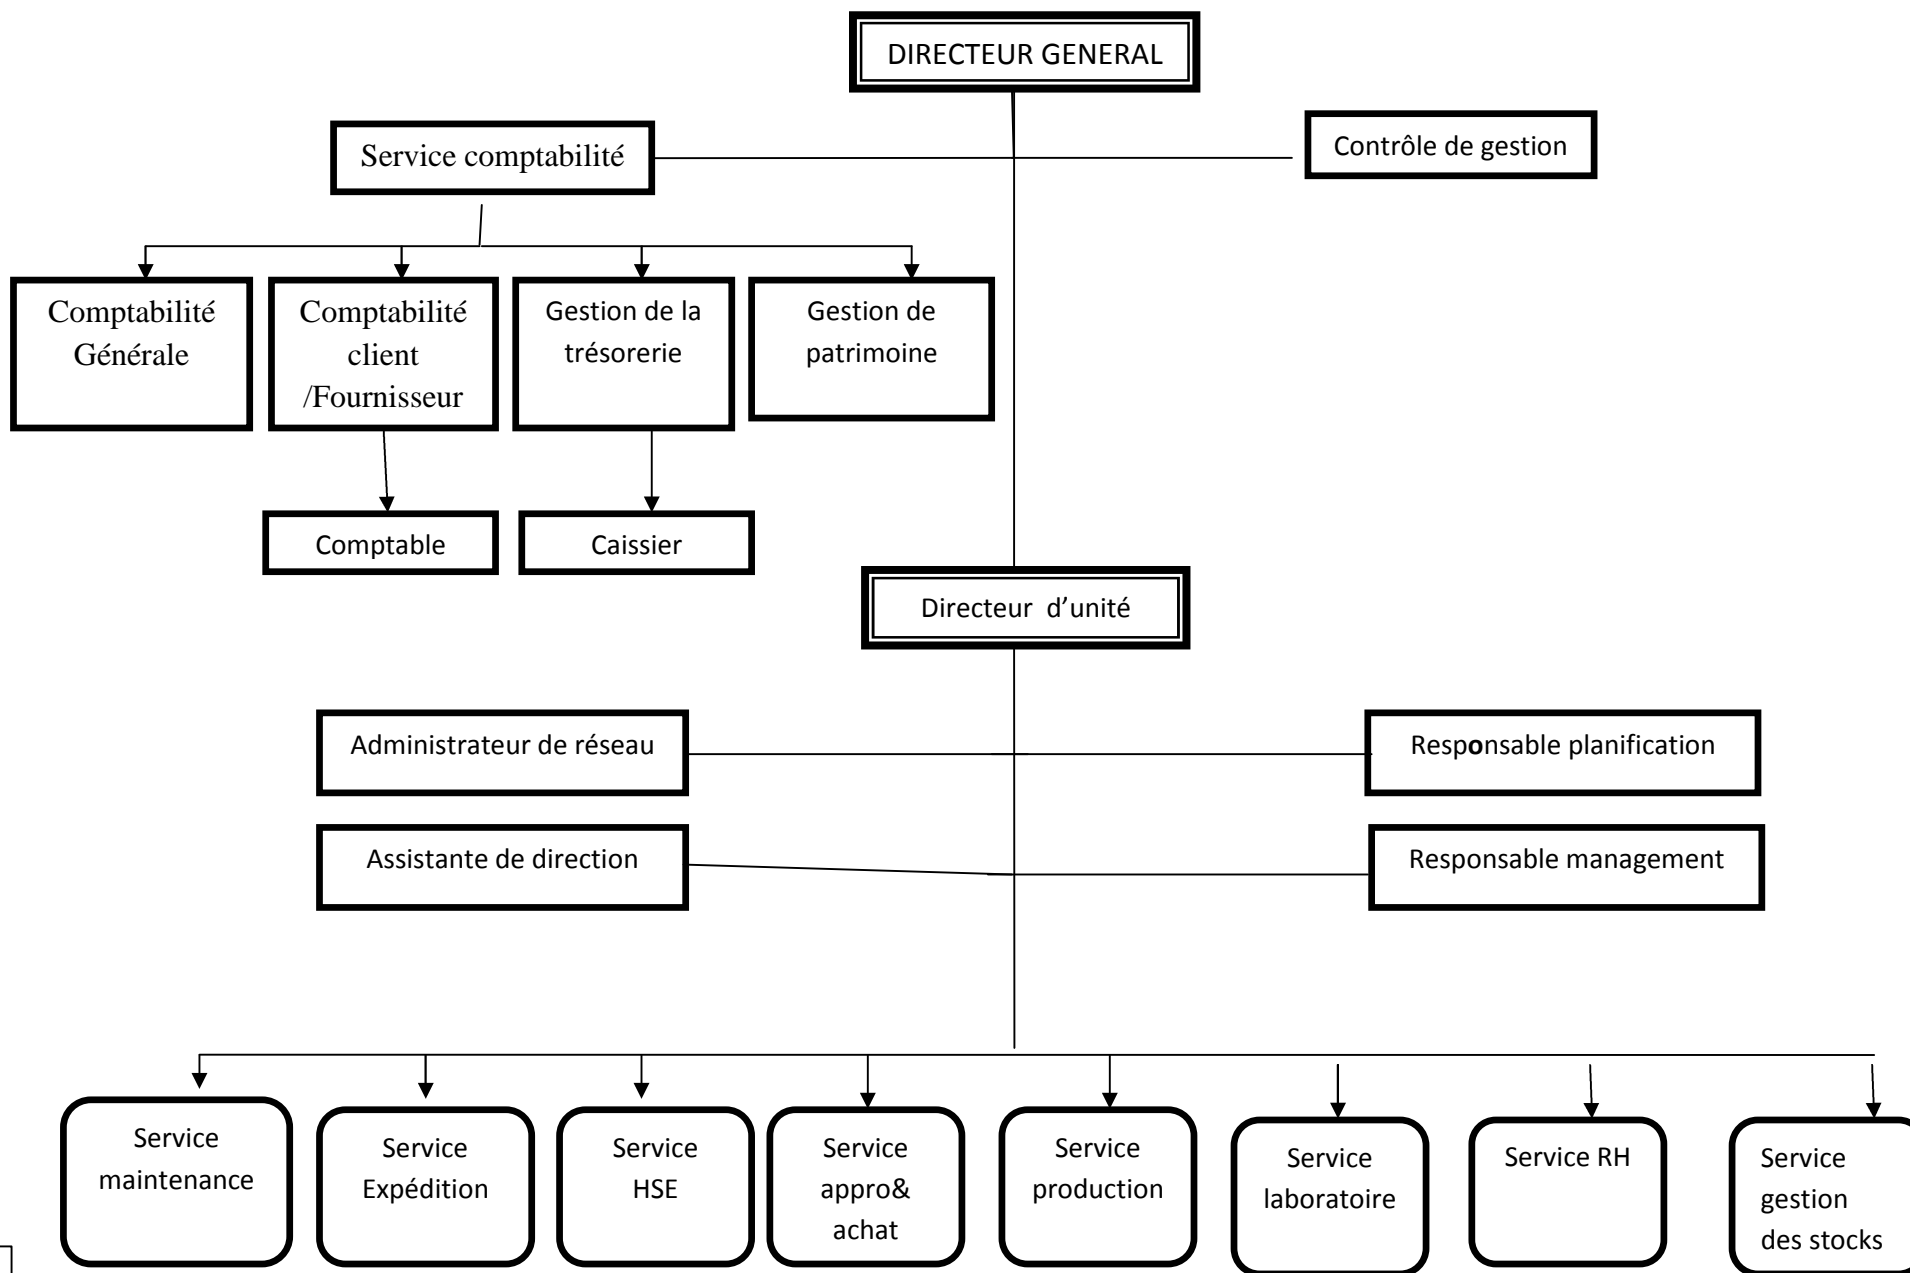 DIRECTEUR GENERAL
Service comptabilité
Contrôle de gestion
Comptabilité
Générale
Comptabilité
client
/Fournisseur
Gestion de la
trésorerie
Gestion de
patrimoine
Comptable
Caissier
Directeur d’unité
Administrateur de réseau
Responsable planification
Assistante de direction
Responsable management
Service
maintenance
Service
Expédition
Service
HSE
Service
appro&
achat
Service
production
Service
laboratoire
Service RH
Service
gestion
des stocks